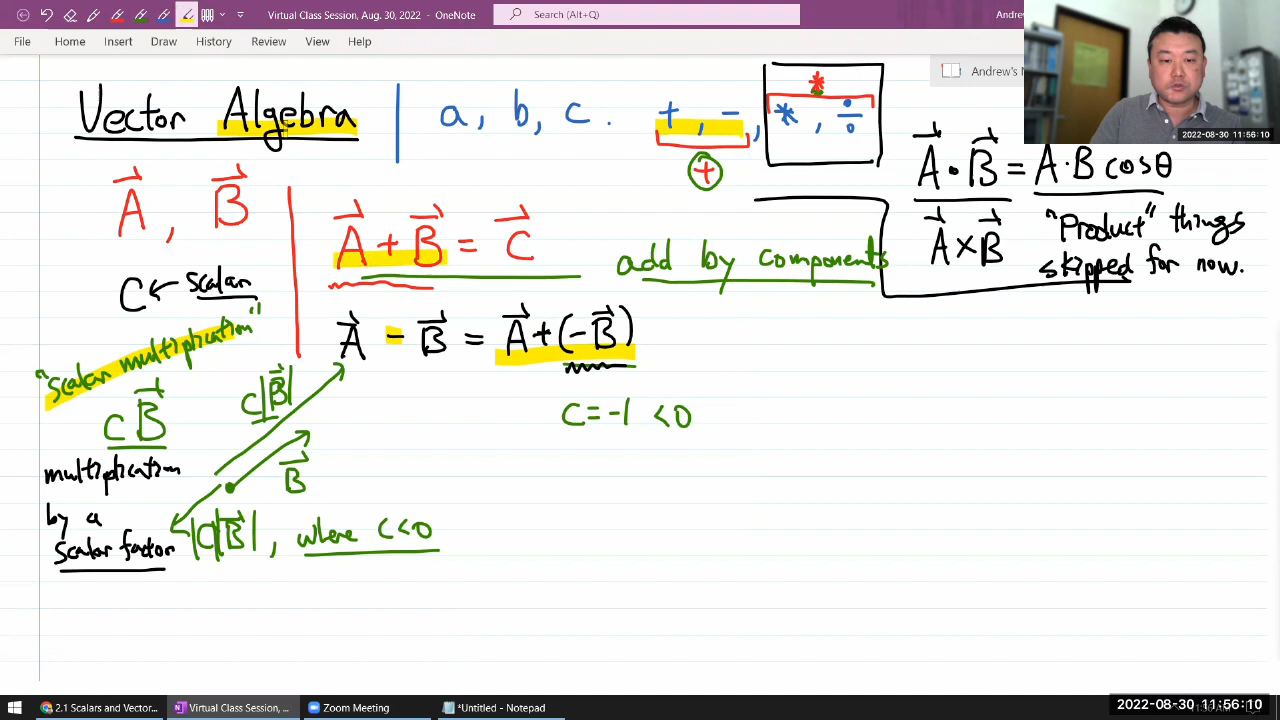 Virtual Class Session, Aug. 30, 2022 - OneNote
Search (Alt+Q)
File Home Insert Draw History Review View Help
Andrew's N
2022-08-30 11:56:10
Vector Algebra
a, b, c. +, -, *, ÷
*
+
A⃗, B⃗
A⃗ + B⃗ = C⃗
add by components
A⃗ · B⃗ = A·B cosθ
A⃗ × B⃗
"Product" things
skipped for now.
C ← scalar
"Scalar multiplication"
A⃗ - B⃗ = A⃗ + (-B⃗)
C = -1 < 0
cB⃗
c|B⃗|
B⃗
multiplication
by a
scalar factor
|C||B⃗|, where c<0
2.1 Scalars and Vector...
Virtual Class Session,...
Zoom Meeting
*Untitled - Notepad
2022-08-30 11:56:10